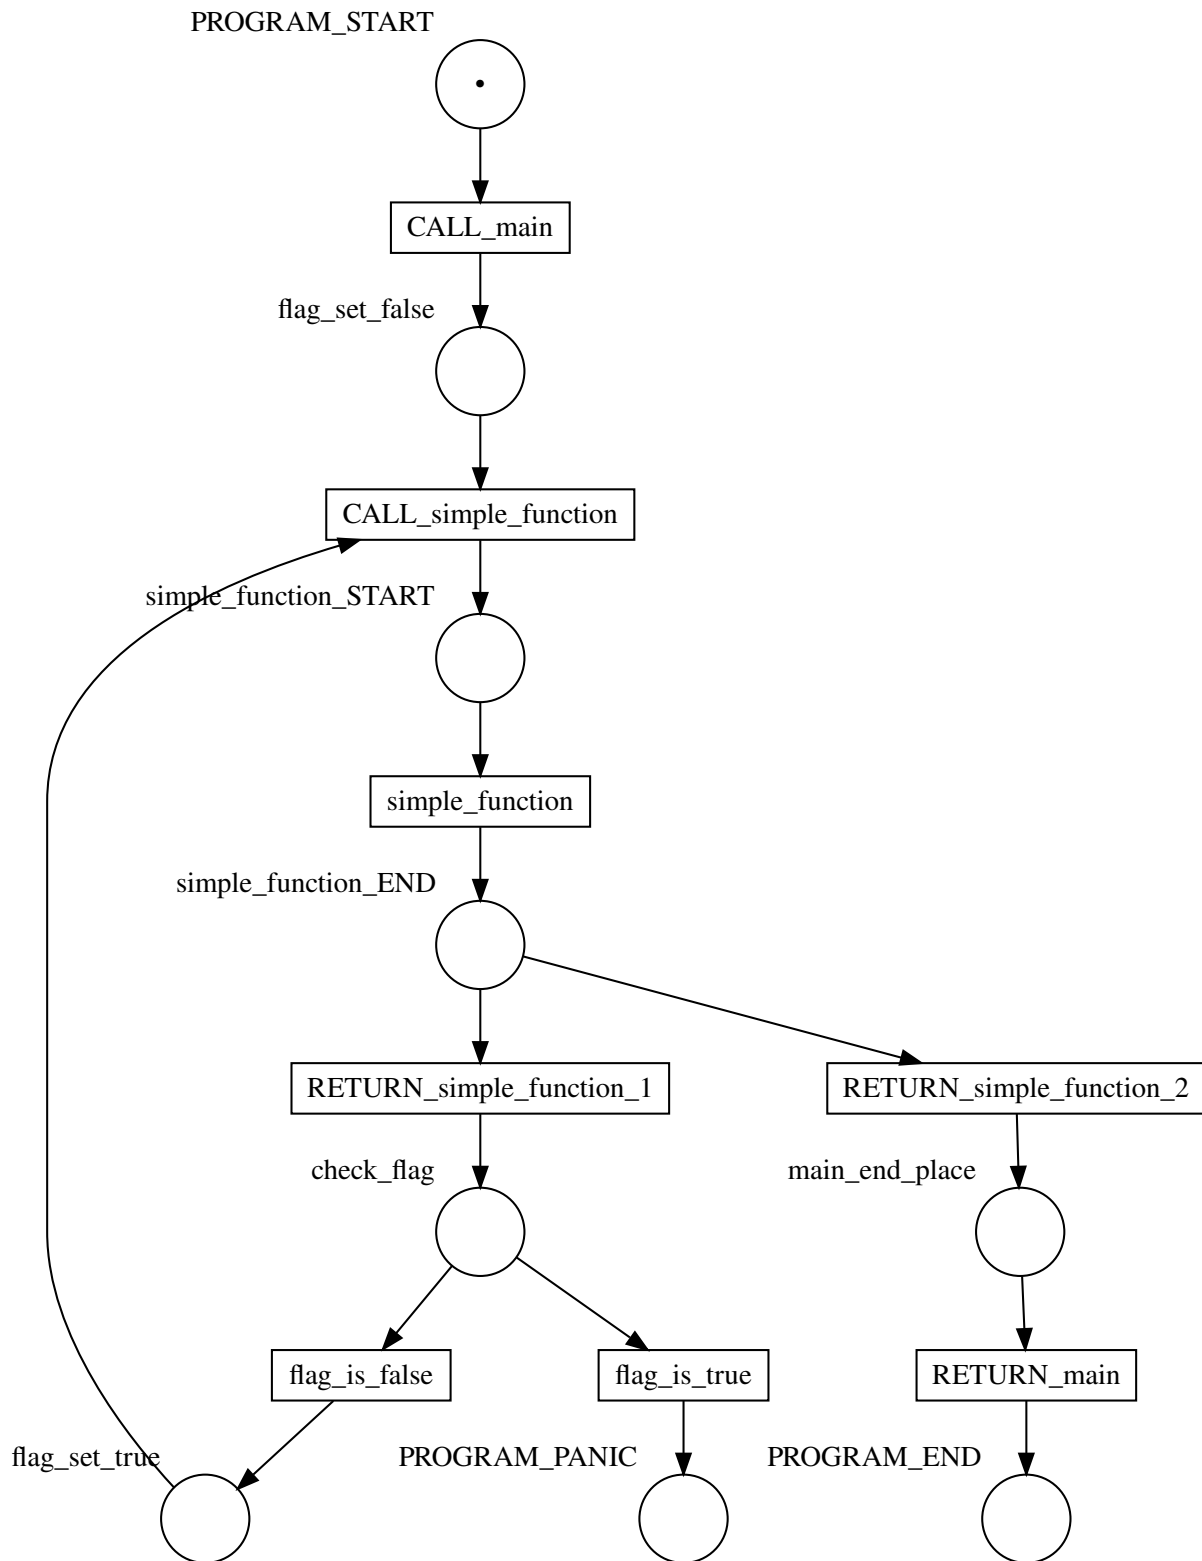 PROGRAM_START
CALL_main
flag_set_false
CALL_simple_function
simple_function_START
simple_function
simple_function_END
RETURN_simple_function_1
RETURN_simple_function_2
check_flag
main_end_place
flag_is_false
flag_is_true
RETURN_main
flag_set_true
PROGRAM_PANIC
PROGRAM_END